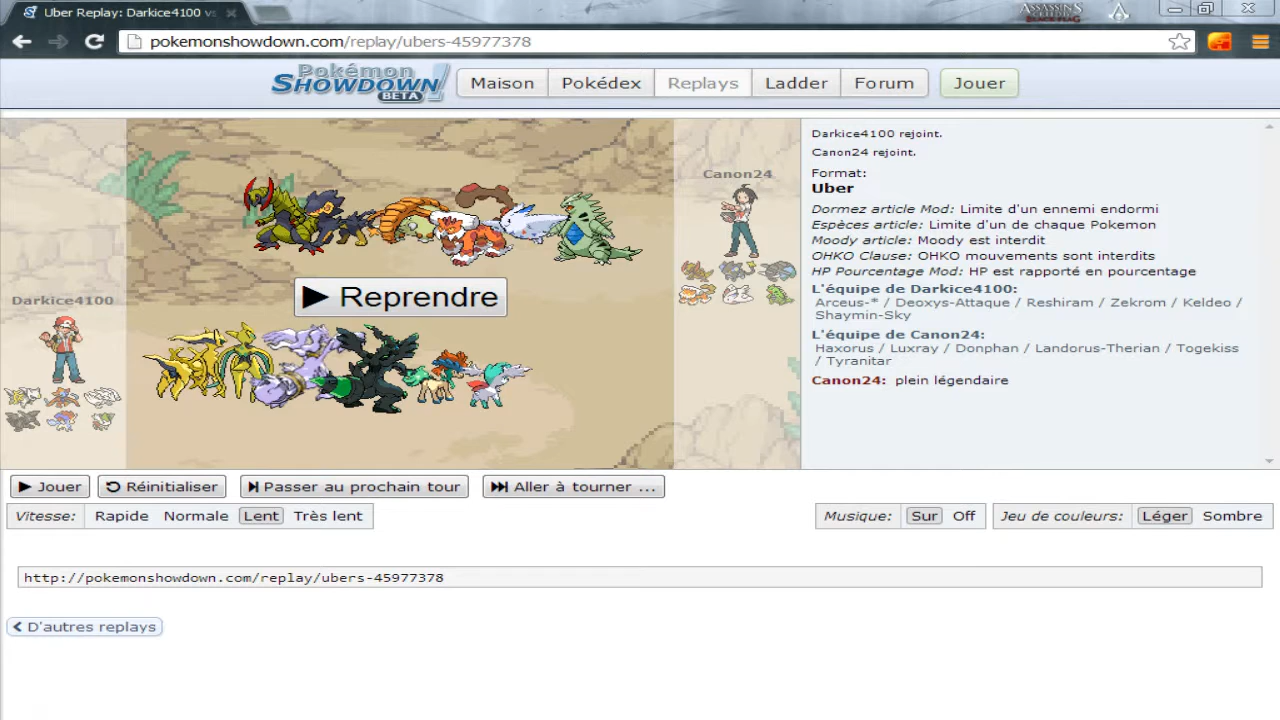 Uber Replay: Darkice4100 vs
ASSASSIN'S
BLACK FLAG
pokemonshowdown.com/replay/ubers-45977378
Pokémon
SHOWDOWN!
BETA
Maison
Pokédex
Replays
Ladder
Forum
Jouer
Darkice4100
Canon24
Reprendre
Darkice4100 rejoint.
Canon24 rejoint.
Format:
Uber
Dormez article Mod: Limite d'un ennemi endormi
Espèces article: Limite d'un de chaque Pokemon
Moody article: Moody est interdit
OHKO Clause: OHKO mouvements sont interdits
HP Pourcentage Mod: HP est rapporté en pourcentage
L'équipe de Darkice4100:
Arceus-* / Deoxys-Attaque / Reshiram / Zekrom / Keldeo /
Shaymin-Sky
L'équipe de Canon24:
Haxorus / Luxray / Donphan / Landorus-Therian / Togekiss
/ Tyranitar
Canon24: plein légendaire
Jouer
Réinitialiser
Passer au prochain tour
Aller à tourner ...
Vitesse: Rapide Normale Lent Très lent
Musique: Sur Off
Jeu de couleurs: Léger Sombre
http://pokemonshowdown.com/replay/ubers-45977378
D'autres replays